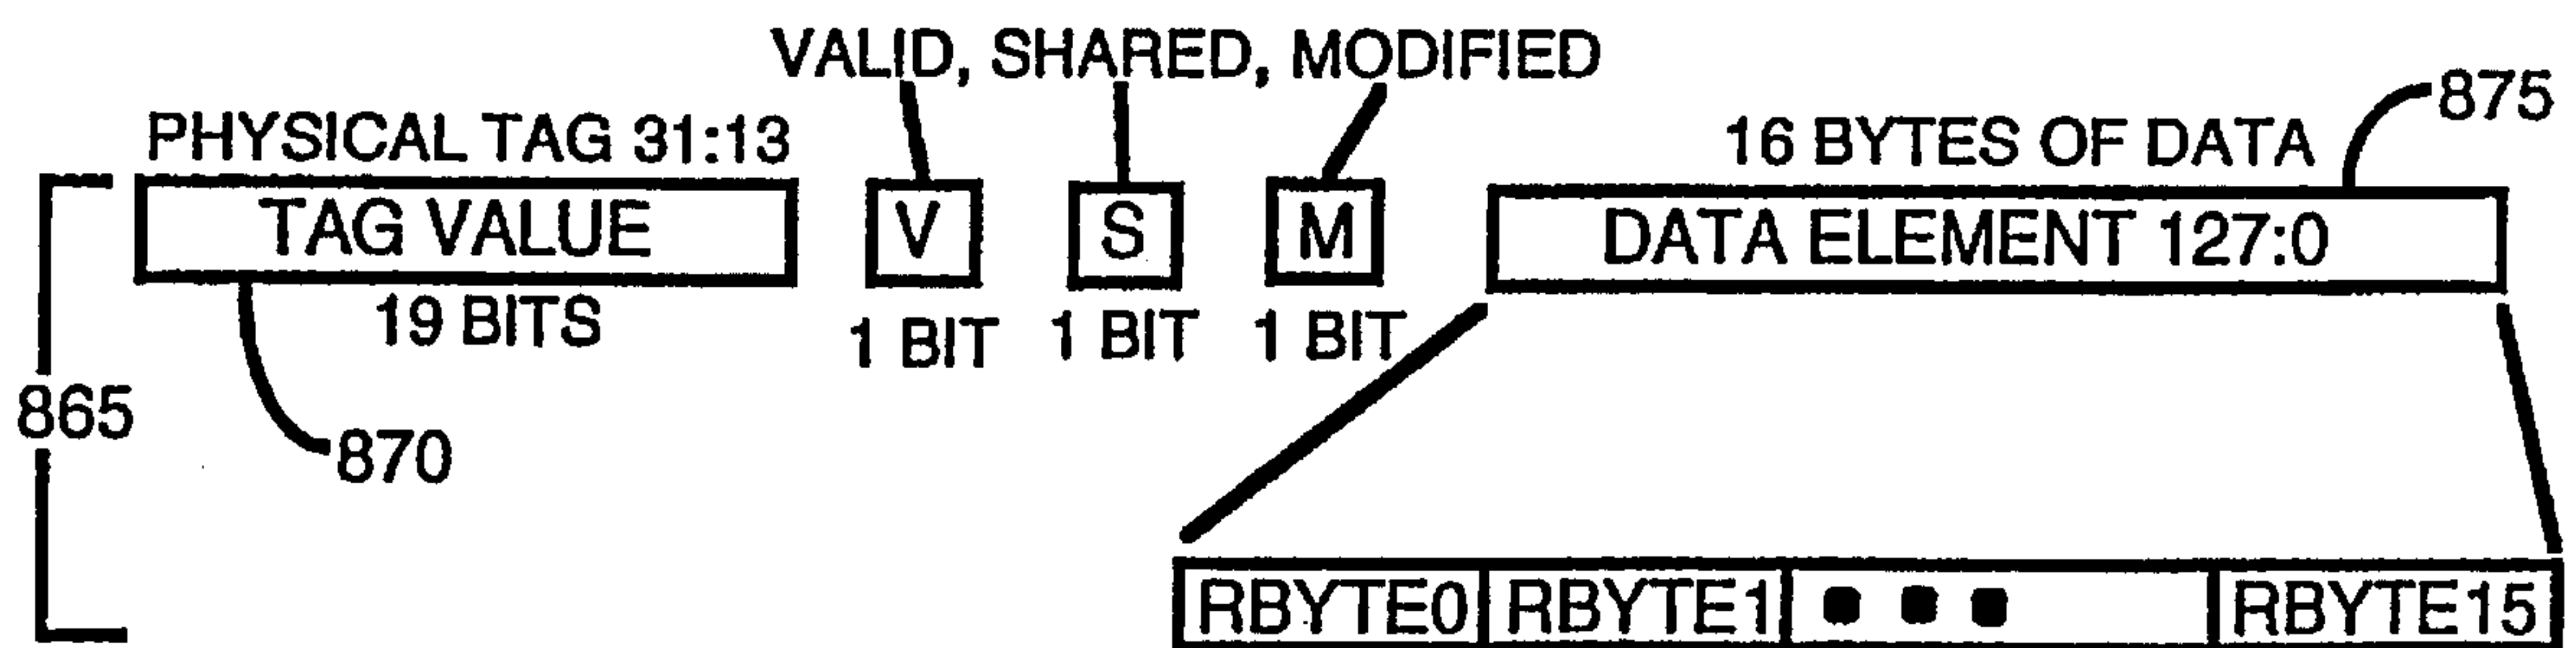 VALID, SHARED, MODIFIED
875
PHYSICAL TAG 31:13
16 BYTES OF DATA
TAG VALUE
V
S
M
DATA ELEMENT 127:0
19 BITS
1 BIT
1 BIT
1 BIT
865
870
RBYTE0
RBYTE1
RBYTE15